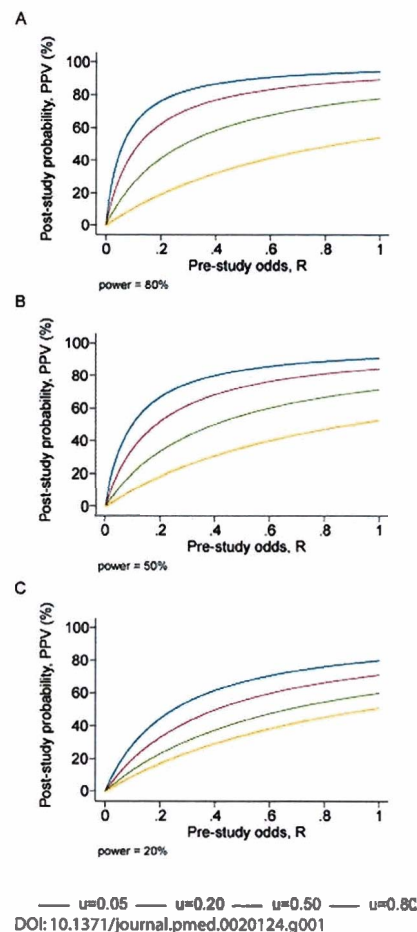 A
Post-study probability, PPV (%)
100
80
60
40
20
0
0 .2 .4 .6 .8 1
Pre-study odds, R
power = 80%
B
Post-study probability, PPV (%)
100
80
60
40
20
0
0 .2 .4 .6 .8 1
Pre-study odds, R
power = 50%
C
Post-study probability, PPV (%)
100
80
60
40
20
0
0 .2 .4 .6 .8 1
Pre-study odds, R
power = 20%
u=0.05 u=0.20 u=0.50 u=0.80
DOI: 10.1371/journal.pmed.0020124.g001